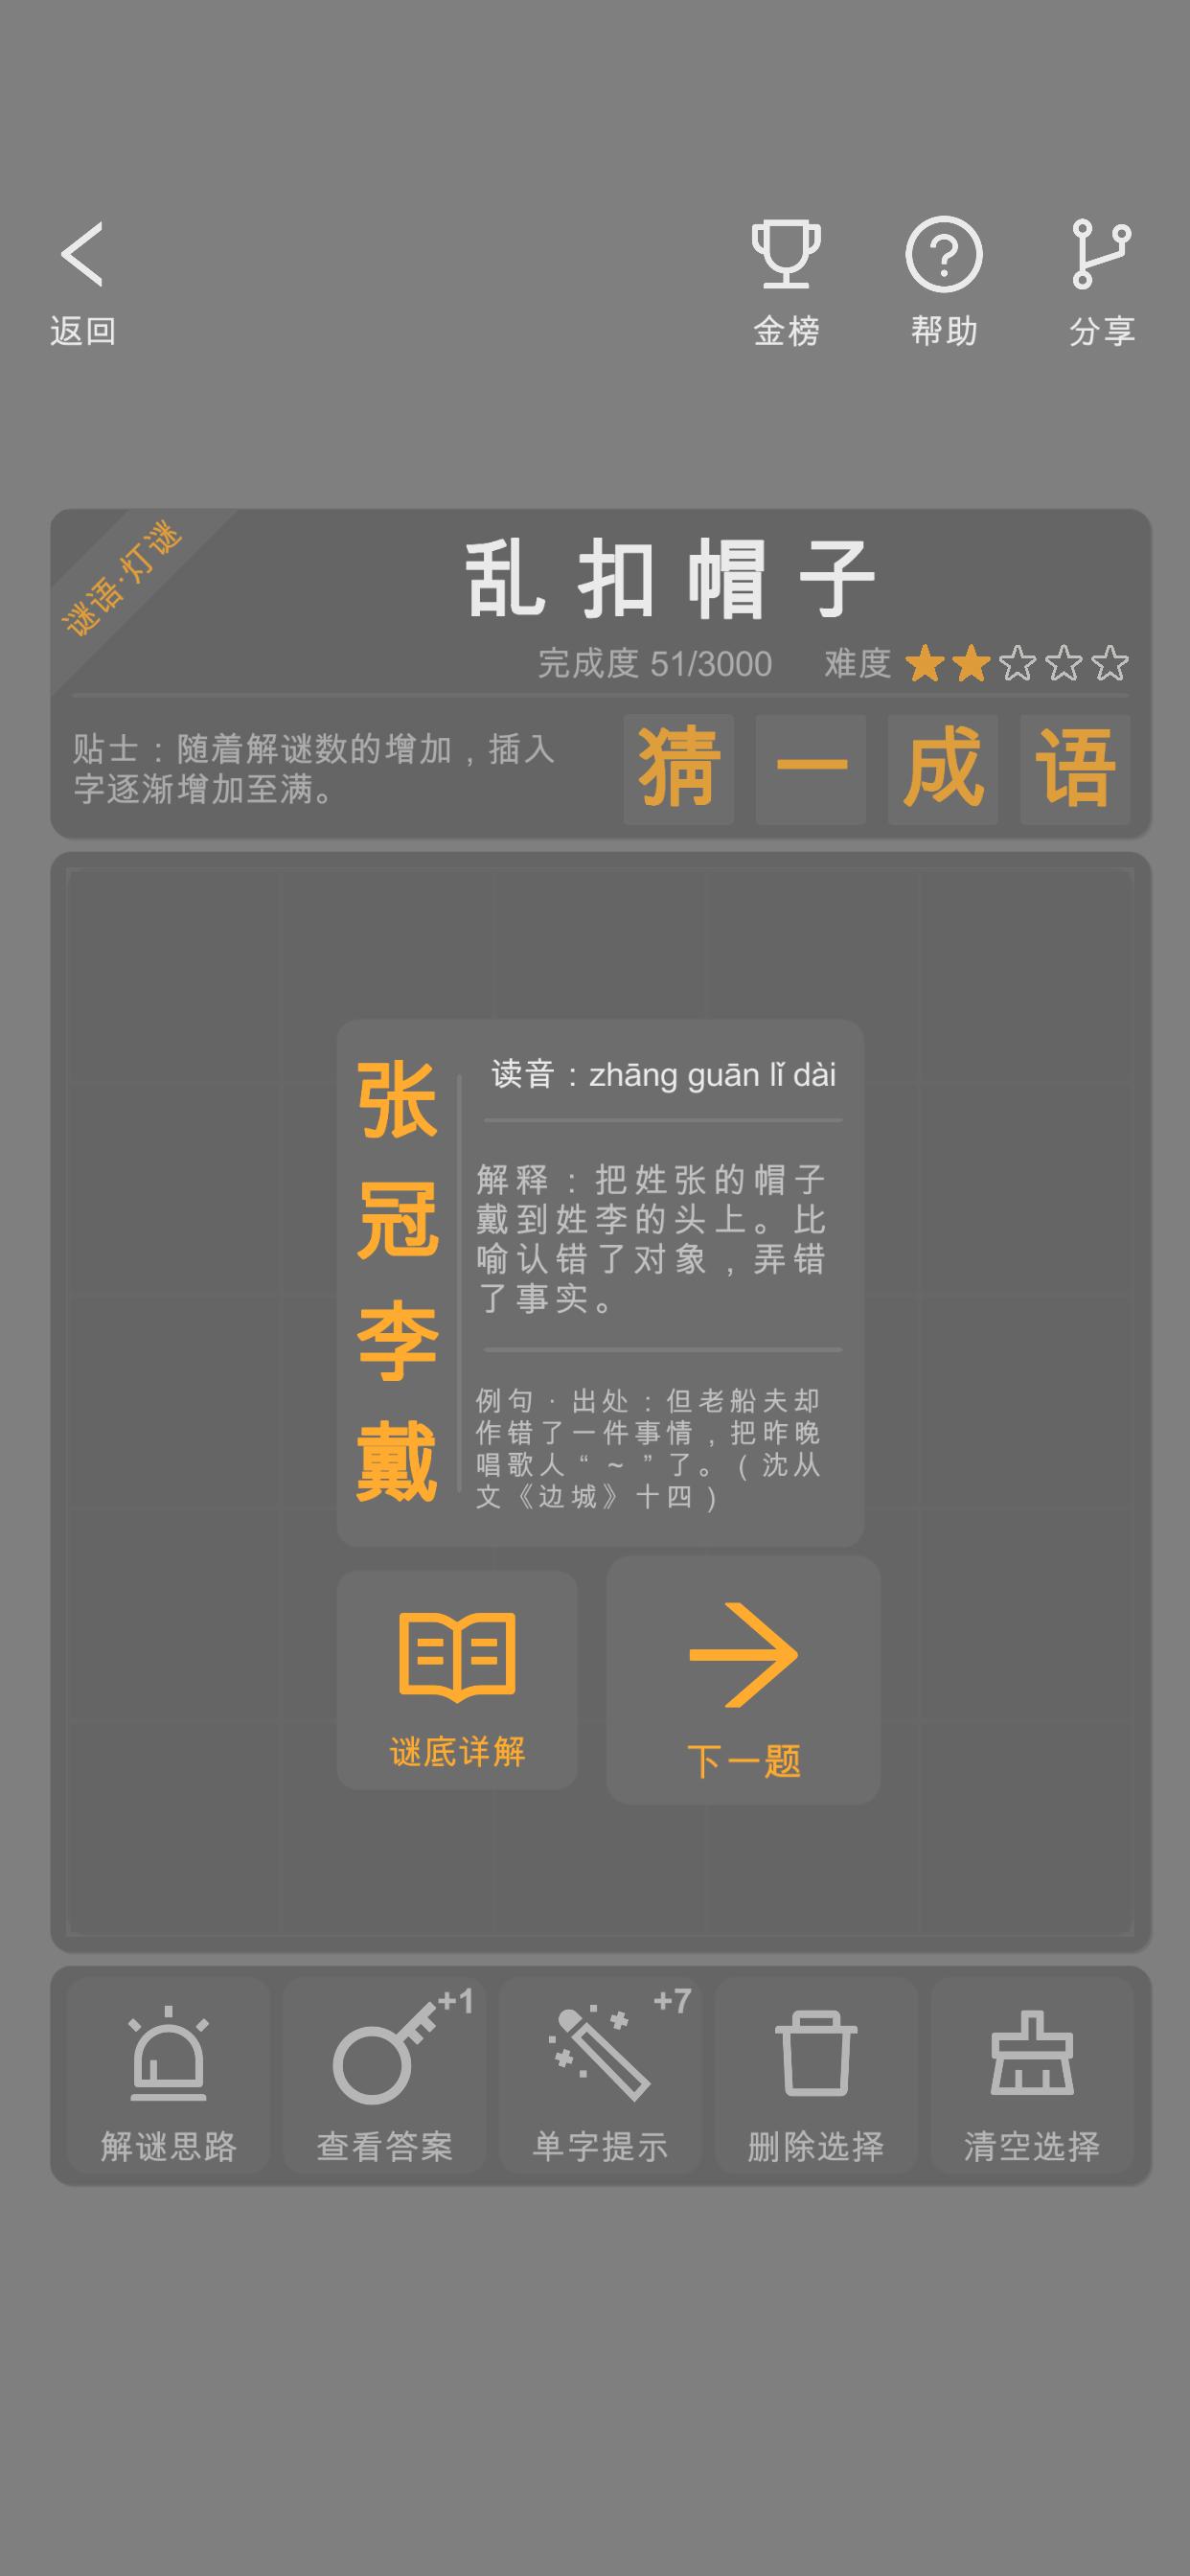 返回
金榜
帮助
分享
谜语·灯谜
乱扣帽子
完成度 51/3000 难度
贴士：随着解谜数的增加，插入
字逐渐增加至满。
猜一成语
张冠李戴
读音：zhāng guān lǐ dài
解释：把姓张的帽子
戴到姓李的头上。比
喻认错了对象，弄错
了事实。
例句·出处：但老船夫却
作错了一件事情，把昨晚
唱歌人“~”了。（沈从
文《边城》十四）
谜底详解
下一题
+1
+7
解谜思路
查看答案
单字提示
删除选择
清空选择